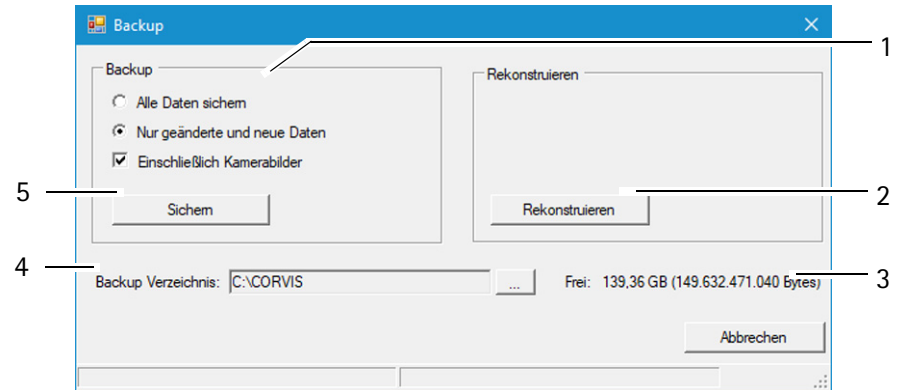 Backup
1
Backup
Rekonstruieren
Alle Daten sichern
Nur geänderte und neue Daten
Einschließlich Kamerabilder
5
2
Sichern
Rekonstruieren
4
3
Backup Verzeichnis: C:\CORVIS ... Frei: 139,36 GB (149.632.471.040 Bytes)
Abbrechen